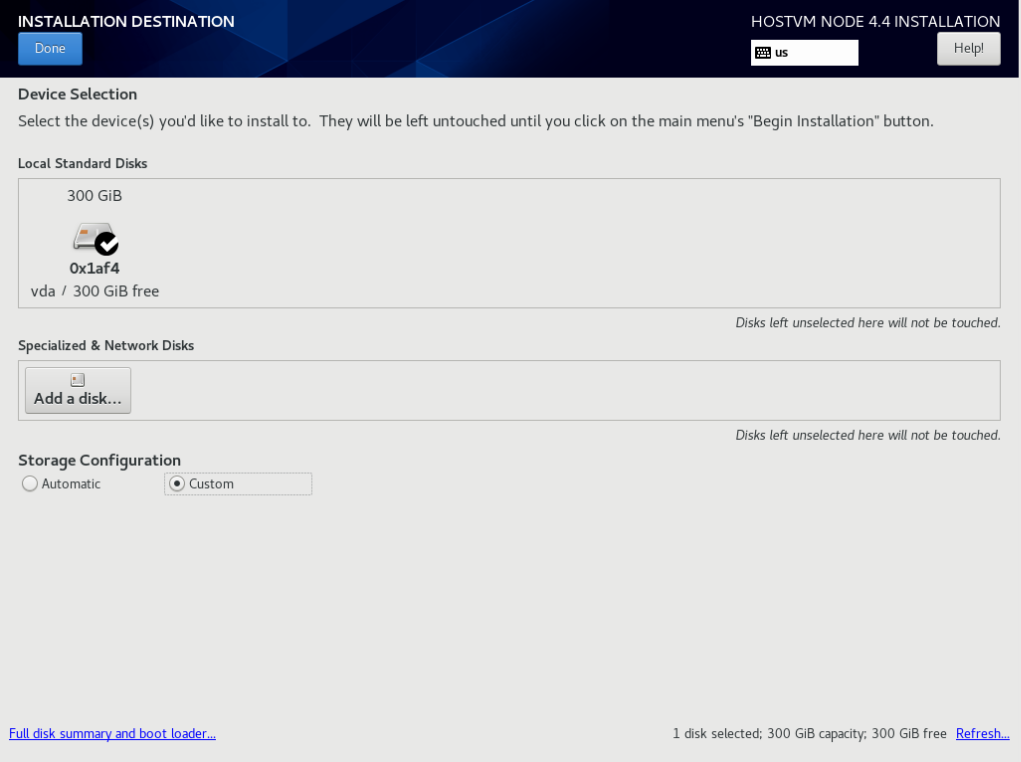 INSTALLATION DESTINATION
HOSTVM NODE 4.4 INSTALLATION
Done
us
Help!
Device Selection
Select the device(s) you'd like to install to.  They will be left untouched until you click on the main menu's "Begin Installation" button.
Local Standard Disks
300 GiB
0x1af4
vda / 300 GiB free
Disks left unselected here will not be touched.
Specialized & Network Disks
Add a disk...
Disks left unselected here will not be touched.
Storage Configuration
Automatic
Custom
Full disk summary and boot loader...
1 disk selected; 300 GiB capacity; 300 GiB free
Refresh...